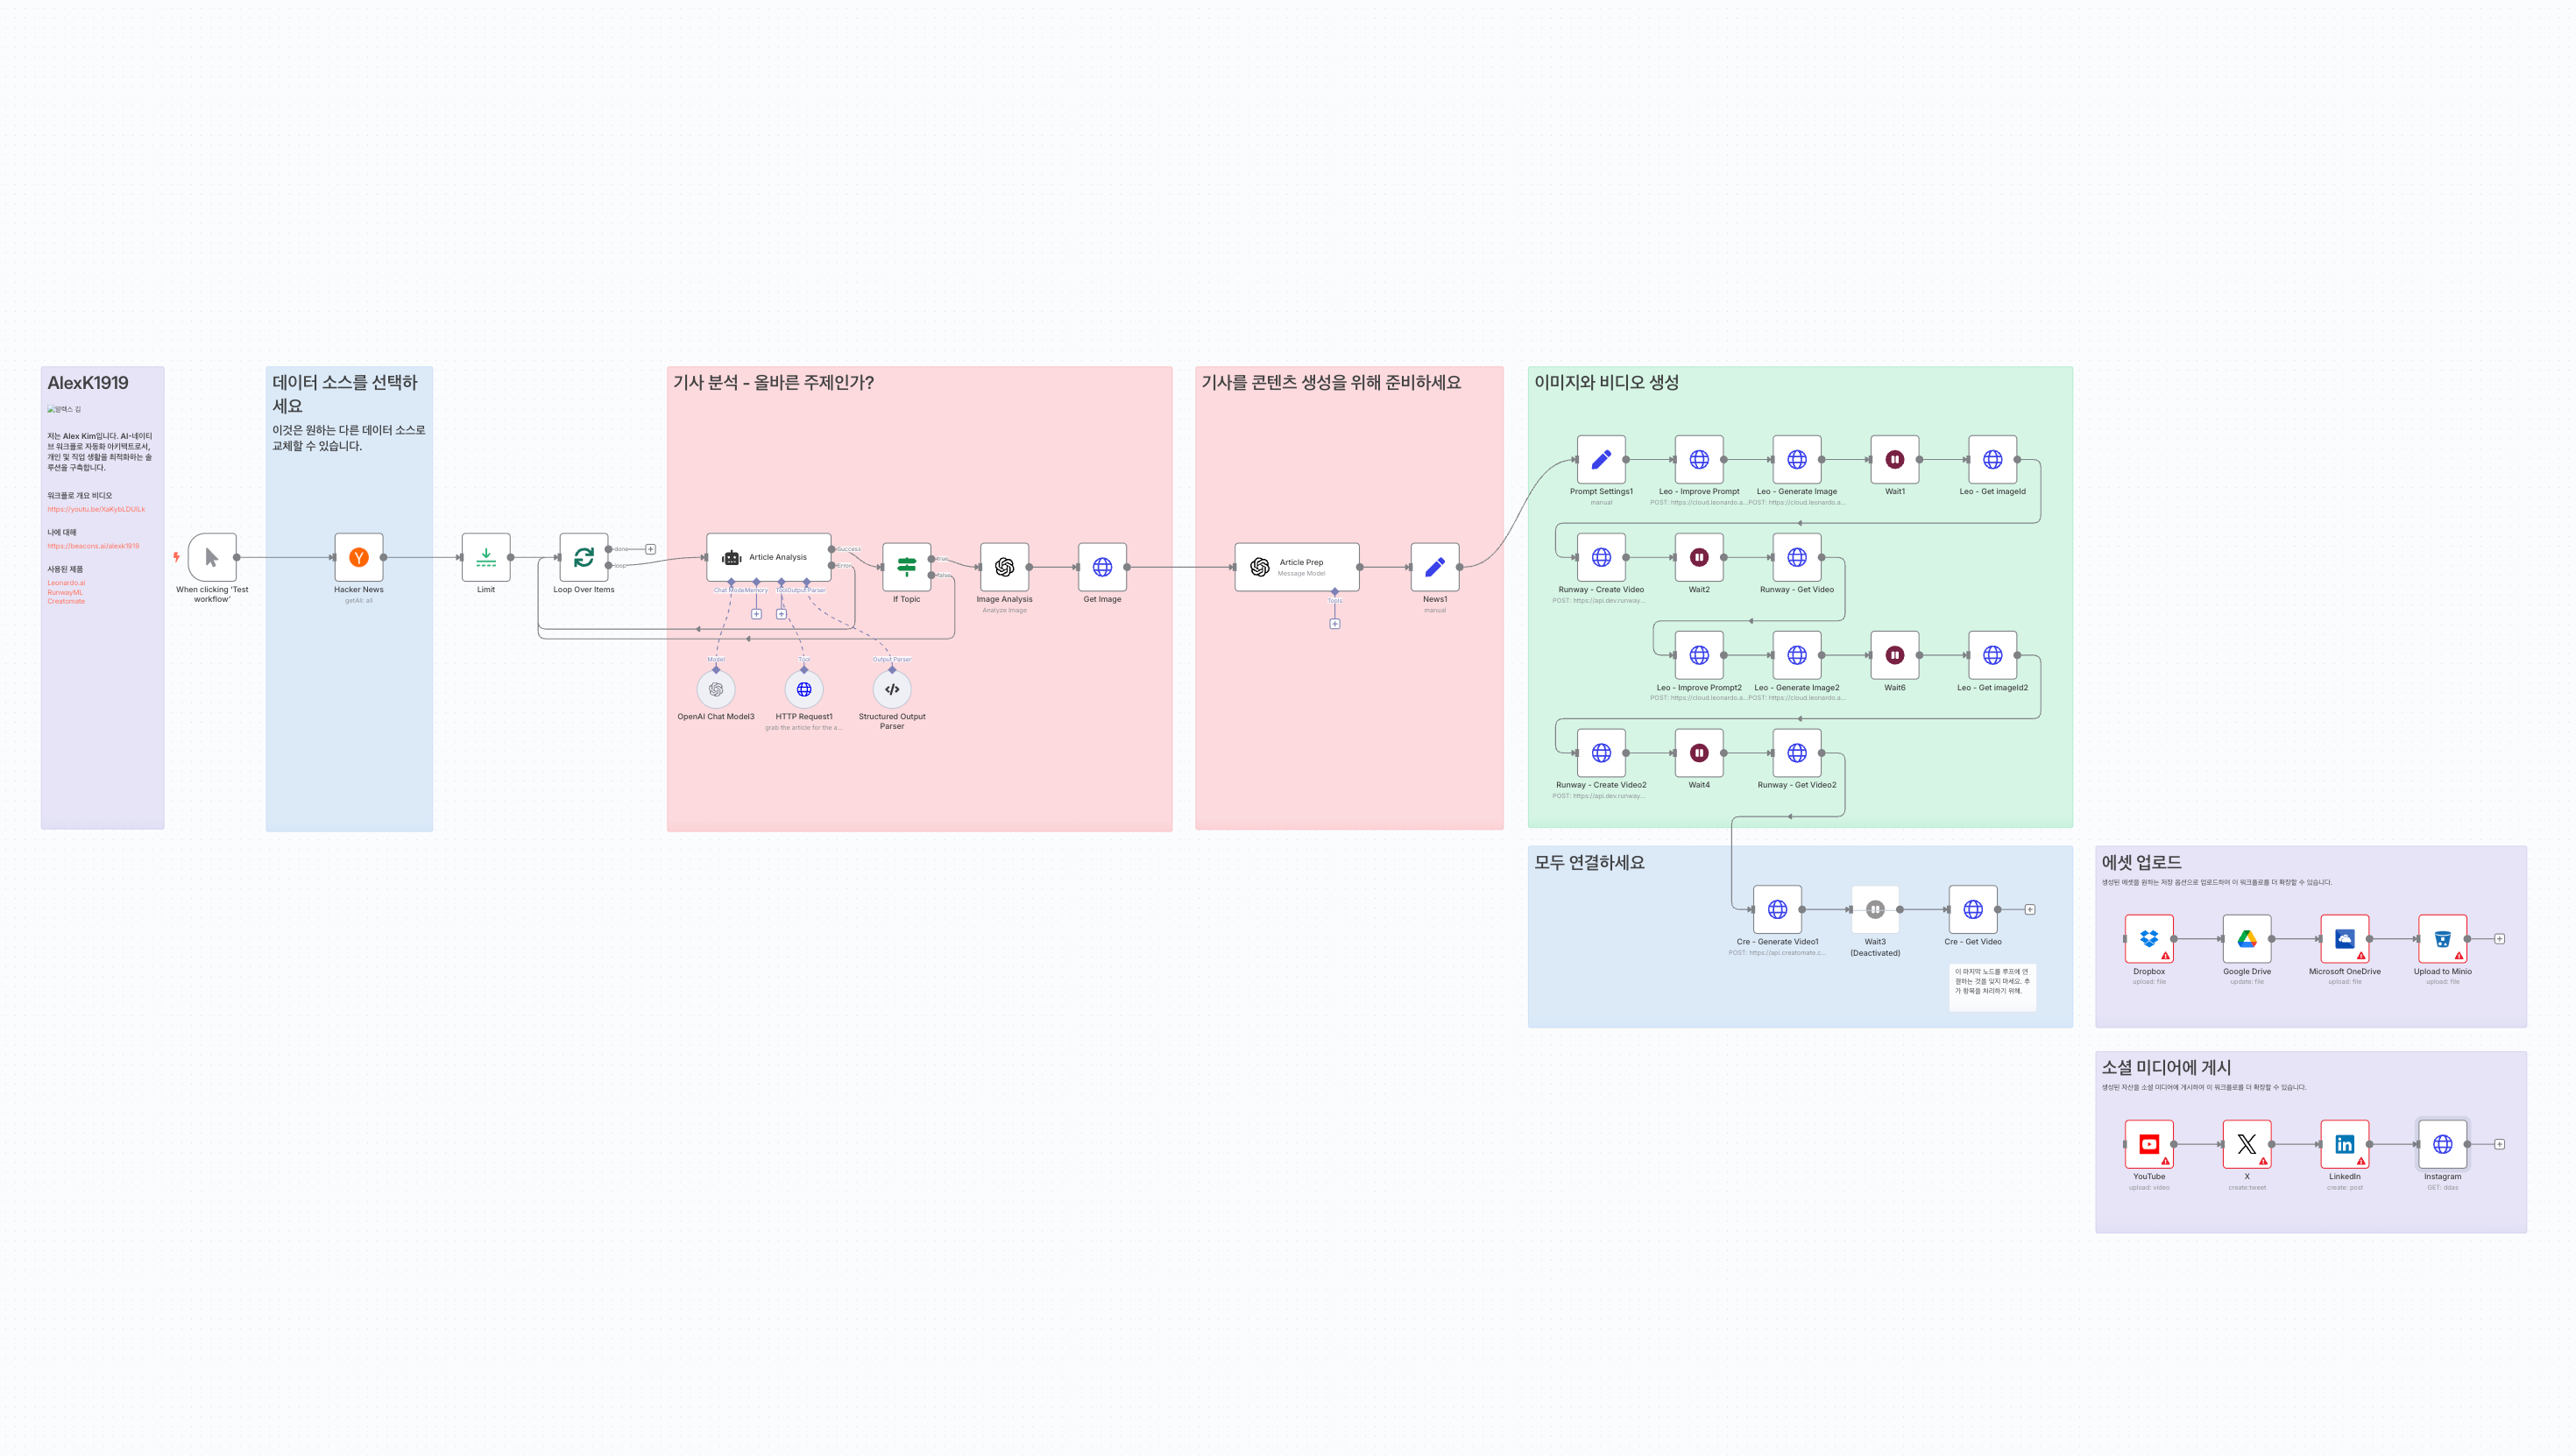 AlexK1919
알렉스 김
저는 Alex Kim입니다. AI-네이티
브 워크플로 자동화 아키텍트로서,
개인 및 직업 생활을 최적화하는 솔
루션을 구축합니다.
워크플로 개요 비디오
https://youtu.be/XaKybLDUlLk
나에 대해
https://beacons.ai/alexk1919
사용된 제품
Leonardo.ai
RunwayML
Creatomate
When clicking 'Test
workflow'
데이터 소스를 선택하
세요
이것은 원하는 다른 데이터 소스로
교체할 수 있습니다.
Hacker News
getAll: all
Limit
Loop Over Items
done
loop
기사 분석 - 올바른 주제인가?
Article Analysis
Success
Error
Chat Model
Memory
Tool
Output Parser
If Topic
true
false
Image Analysis
Analyze Image
Get Image
Model
Tool
Output Parser
OpenAI Chat Model3
HTTP Request1
grab the article for the a...
Structured Output
Parser
기사를 콘텐츠 생성을 위해 준비하세요
Article Prep
Message Model
Tools
News1
manual
이미지와 비디오 생성
Prompt Settings1
manual
Leo - Improve Prompt
POST: https://cloud.leonardo.a...
Leo - Generate Image
POST: https://cloud.leonardo.a...
Wait1
Leo - Get imageId
Runway - Create Video
POST: https://api.dev.runway...
Wait2
Runway - Get Video
Leo - Improve Prompt2
POST: https://cloud.leonardo.a...
Leo - Generate Image2
POST: https://cloud.leonardo.a...
Wait6
Leo - Get imageId2
Runway - Create Video2
POST: https://api.dev.runway...
Wait4
Runway - Get Video2
모두 연결하세요
Cre - Generate Video1
POST: https://api.creatomate.c...
Wait3
(Deactivated)
Cre - Get Video
이 마지막 노드를 루프에 연
결하는 것을 잊지 마세요. 추
가 항목을 처리하기 위해.
에셋 업로드
생성된 에셋을 원하는 저장 옵션으로 업로드하여 이 워크플로를 더 확장할 수 있습니다.
Dropbox
upload: file
Google Drive
update: file
Microsoft OneDrive
upload: file
Upload to Minio
upload: file
소셜 미디어에 게시
생성된 자산을 소셜 미디어에 게시하여 이 워크플로를 더 확장할 수 있습니다.
YouTube
upload: video
X
create:tweet
LinkedIn
create: post
Instagram
GET: ddas